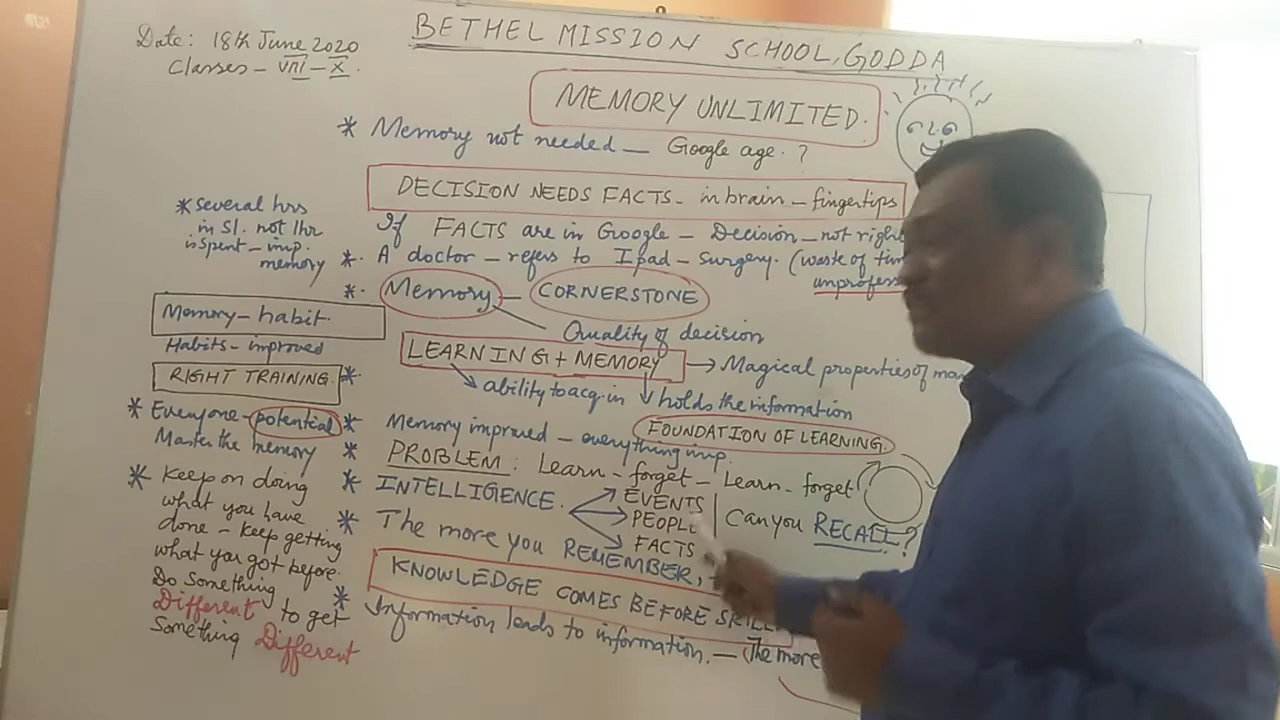 Date: 18th June 2020
Classes – VIII – X.
BETHEL MISSION SCHOOL, GODDA
MEMORY UNLIMITED.
* Memory not needed — Google age. ?
DECISION NEEDS FACTS - in brain – fingertips
If FACTS are in Google – Decision – not right
*. A doctor – refers to Ipad – surgery. (waste of
*. Memory – CORNERSTONE
Quality of decision
LEARNING + MEMORY → Magical properties of
ability to acq. in
holds the information
FOUNDATION OF LEARNING.
* Memory improved – everything imp.
* PROBLEM : Learn – forget – Learn – forget
* INTELLIGENCE.
EVENTS
PEOPLE
FACTS
Can you RECALL ?
* The more you REMEMBER,
KNOWLEDGE COMES BEFORE SKILL
* Information leads to information. — (The more
* several hrs
in sl. not 1hr
is spent – imp.
memory
Memory – habit.
Habits – improved
RIGHT TRAINING. *
* Everyone – potential
Master the memory
* Keep on doing
what you have
done – keep getting
what you got before.
Do something
Different to get
something Different